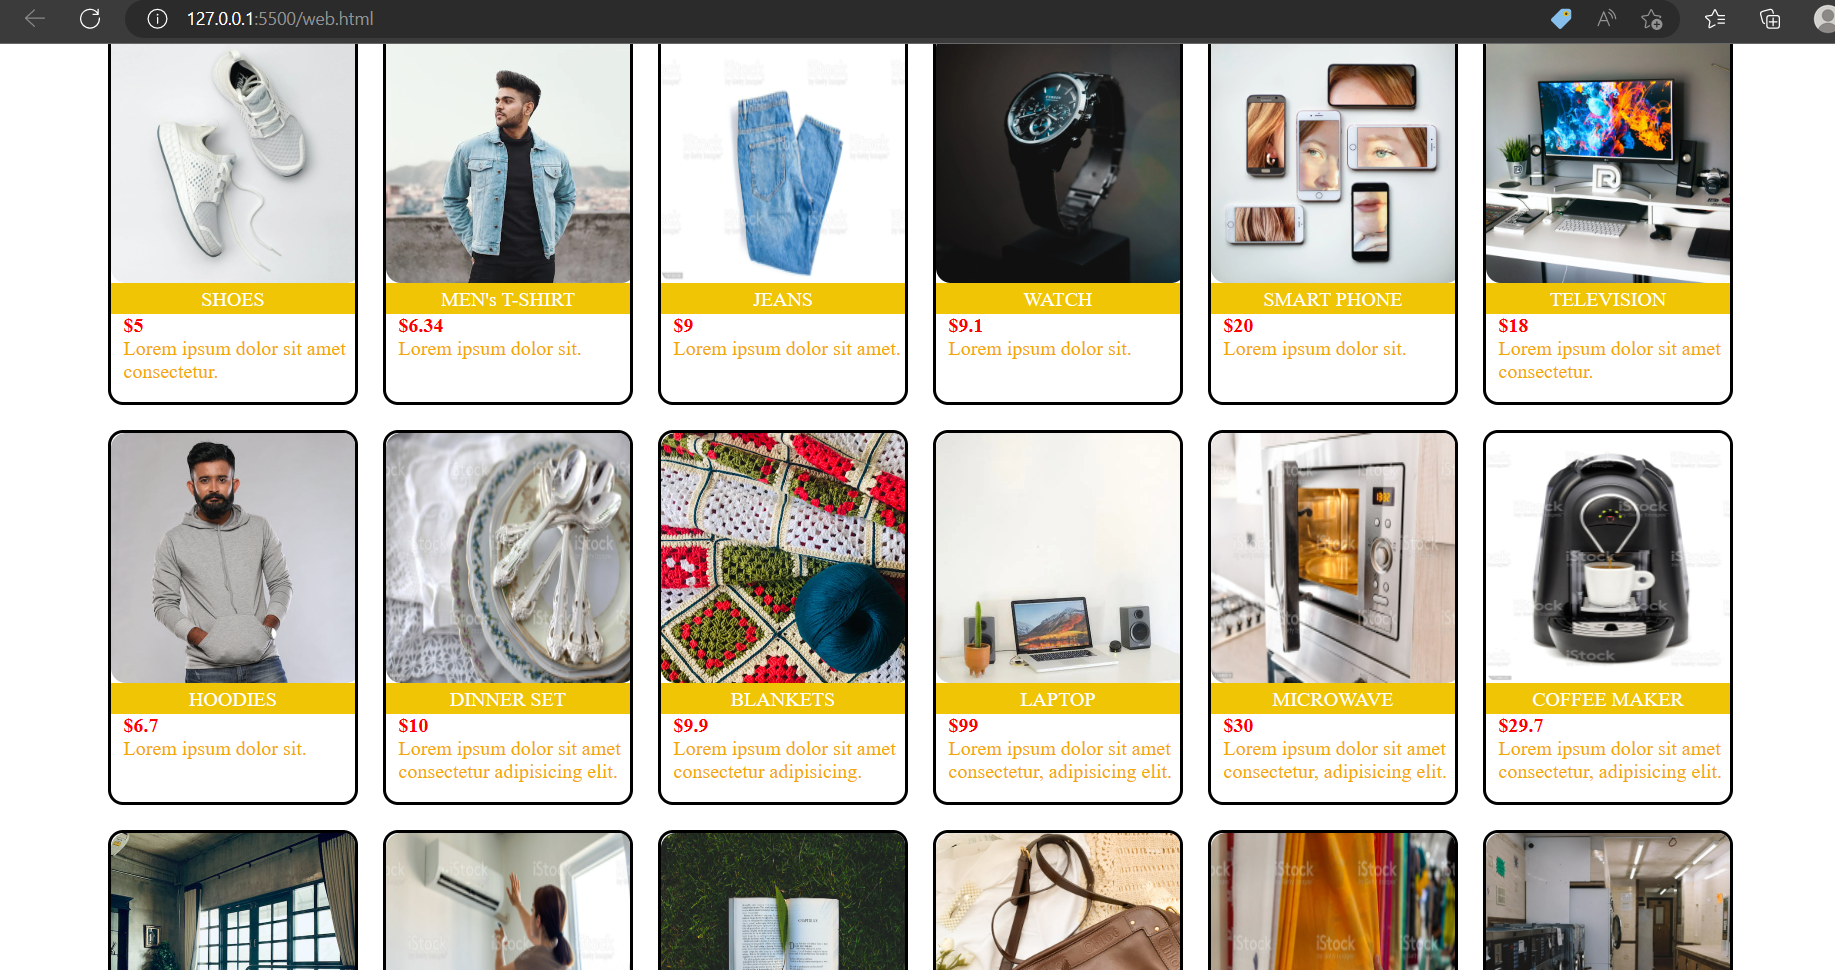 127.0.0.1:5500/web.html
SHOES
$5
Lorem ipsum dolor sit amet
consectetur.
MEN's T-SHIRT
$6.34
Lorem ipsum dolor sit.
JEANS
$9
Lorem ipsum dolor sit amet.
WATCH
$9.1
Lorem ipsum dolor sit.
SMART PHONE
$20
Lorem ipsum dolor sit.
TELEVISION
$18
Lorem ipsum dolor sit amet
consectetur.
HOODIES
$6.7
Lorem ipsum dolor sit.
DINNER SET
$10
Lorem ipsum dolor sit amet
consectetur adipisicing elit.
BLANKETS
$9.9
Lorem ipsum dolor sit amet
consectetur adipisicing.
LAPTOP
$99
Lorem ipsum dolor sit amet
consectetur, adipisicing elit.
MICROWAVE
$30
Lorem ipsum dolor sit amet
consectetur, adipisicing elit.
COFFEE MAKER
$29.7
Lorem ipsum dolor sit amet
consectetur, adipisicing elit.
iStock
iStock
iStock
iStock
iStock